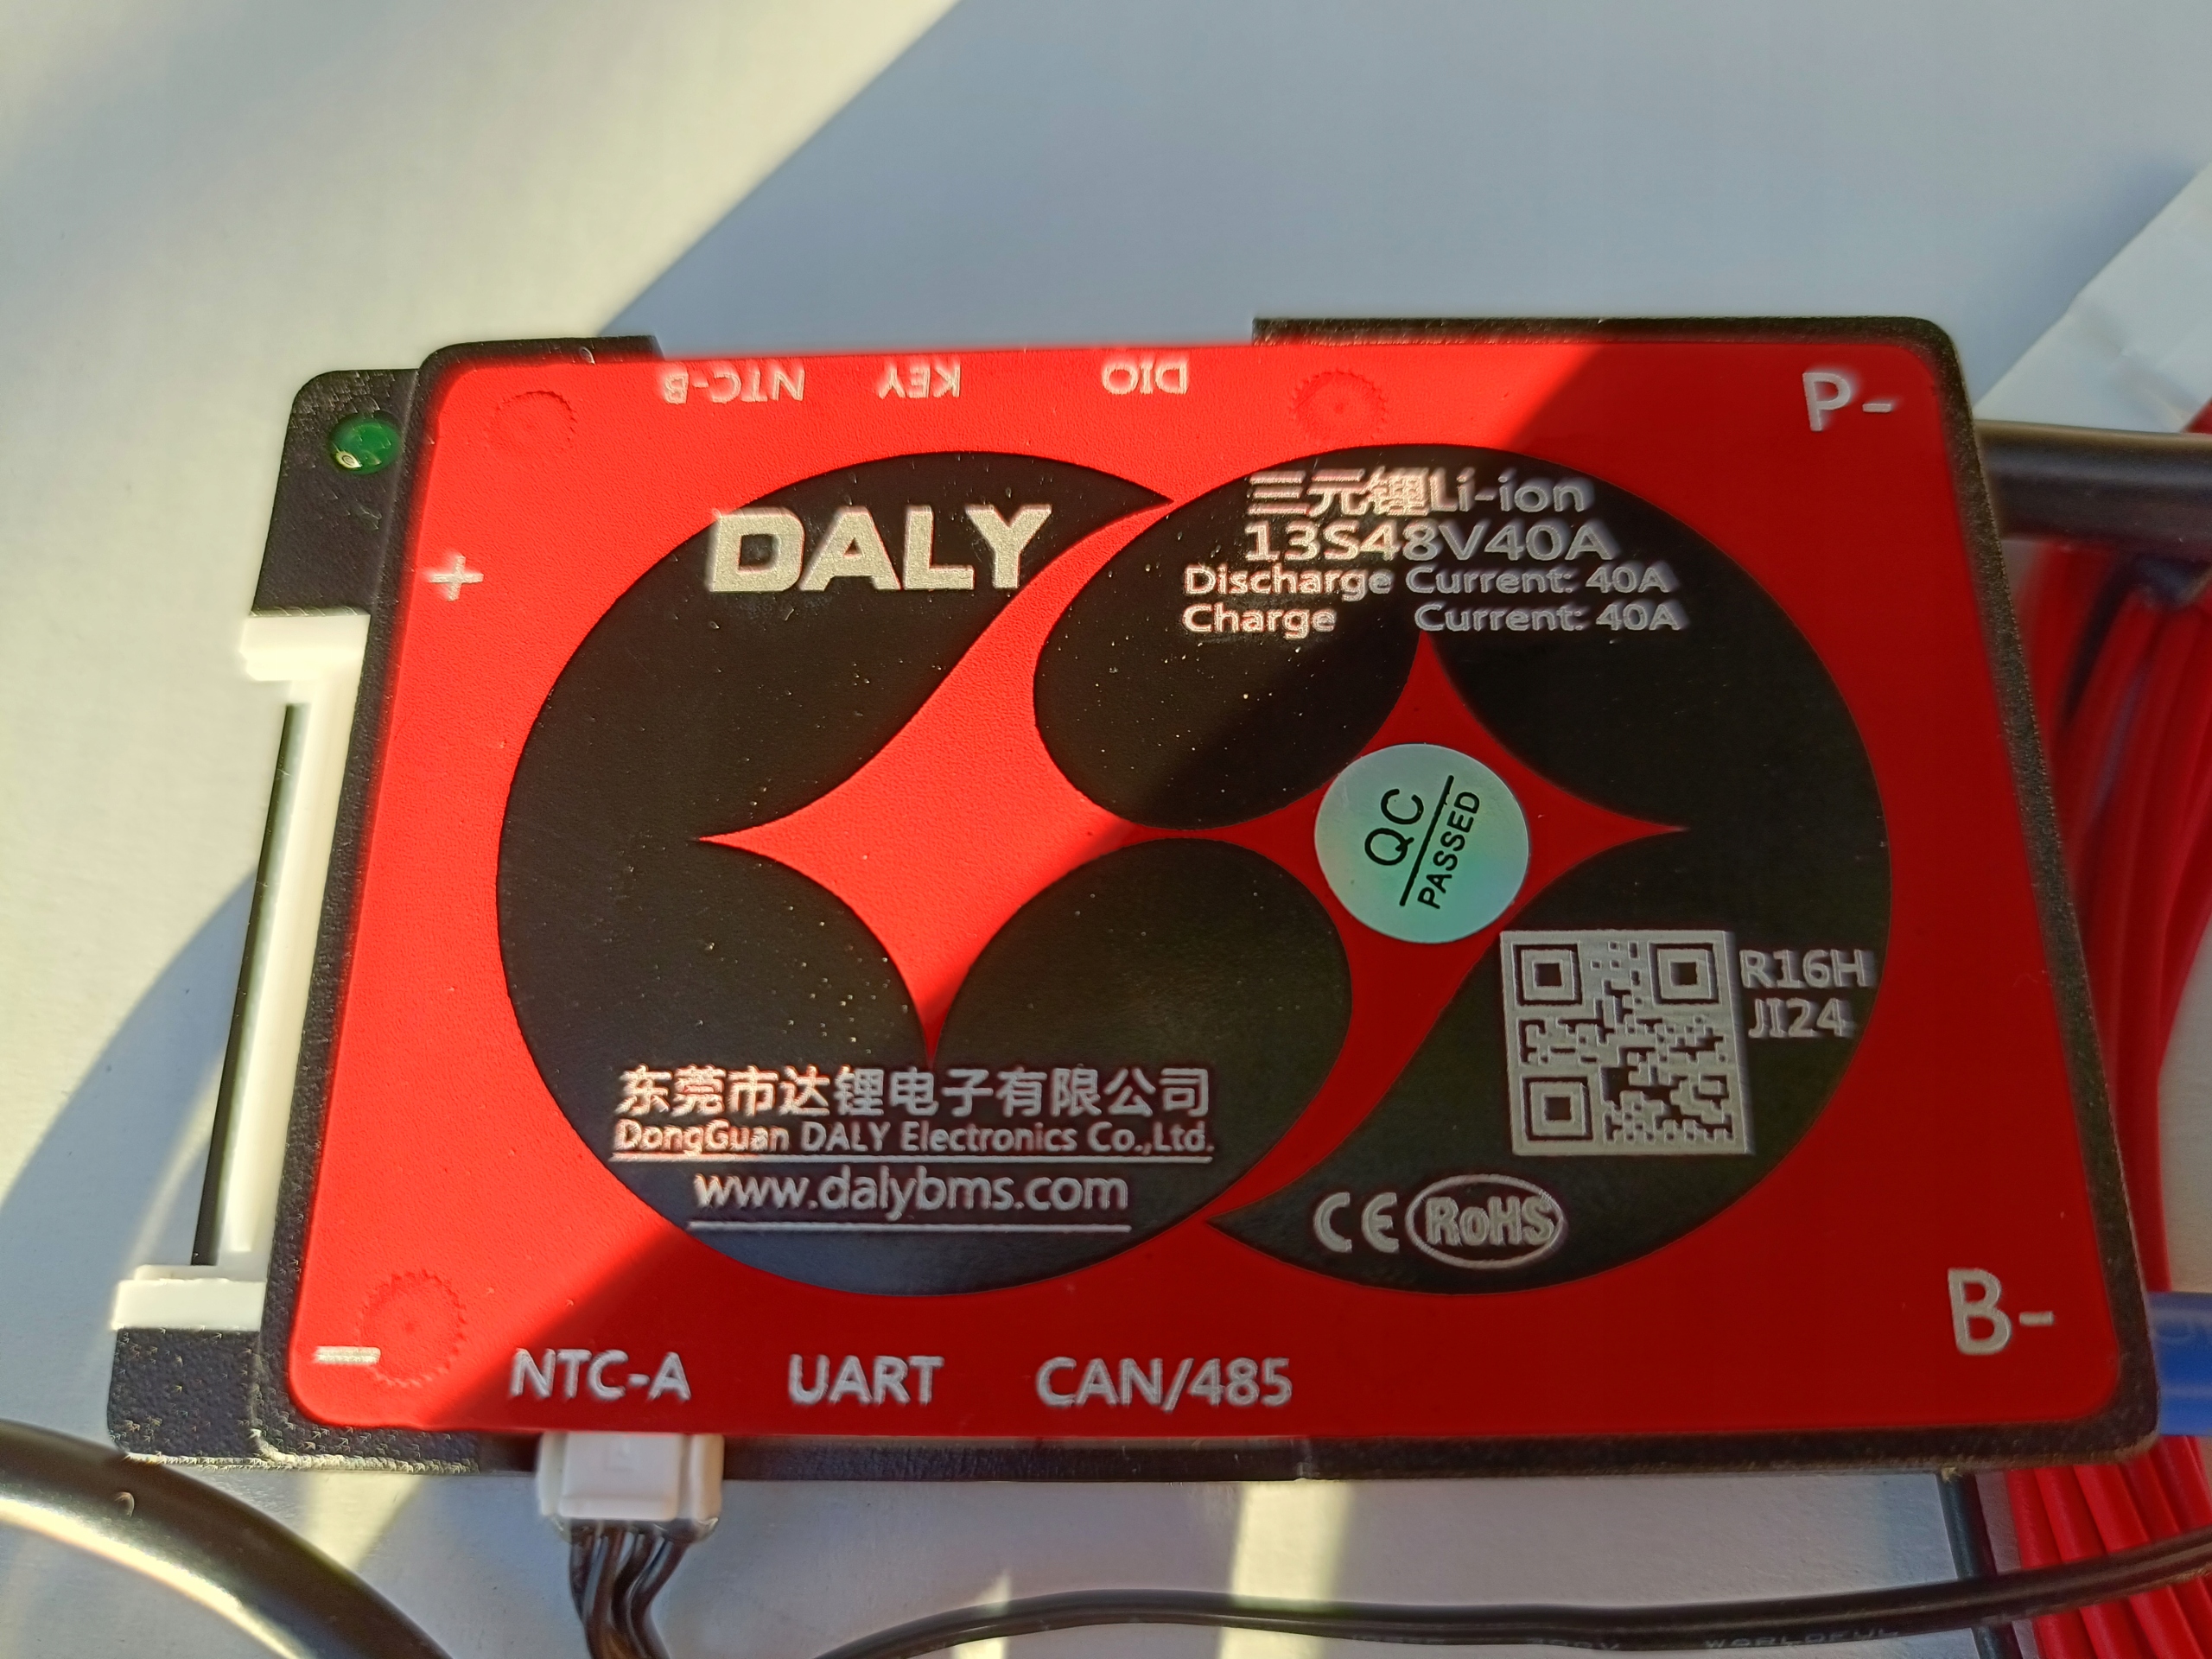 NTC-B KEY DIO
P-
+
DALY
三元锂Li-ion
13S48V40A
Discharge Current: 40A
Charge Current: 40A
QC
PASSED
R16H
JI24
东莞市达锂电子有限公司
DongGuan DALY Electronics Co.,Ltd.
www.dalybms.com
CE RoHS
B-
-
NTC-A UART CAN/485
WORLDFUL